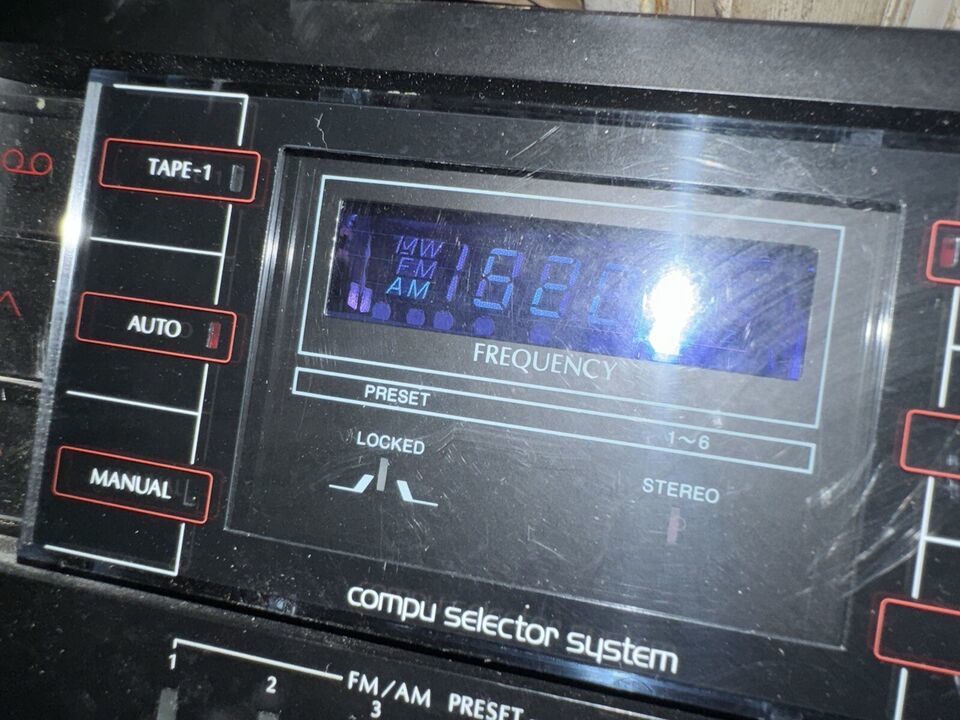 TAPE-1
AUTO
MANUAL
MW
FM
AM
FREQUENCY
PRESET 1~6
LOCKED
STEREO
compu selector system
1
2
3
FM/AM PRESET